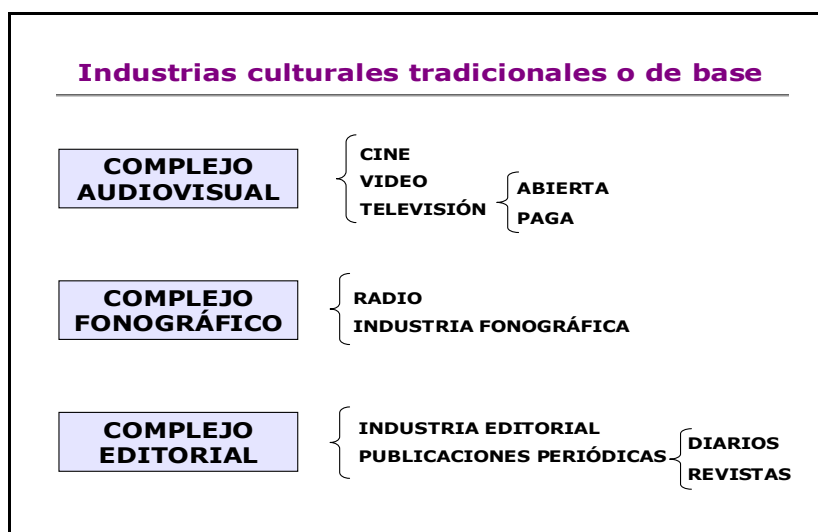 Industrias culturales tradicionales o de base
COMPLEJO
AUDIOVISUAL
CINE
VIDEO
TELEVISIÓN
ABIERTA
PAGA
COMPLEJO
FONOGRÁFICO
RADIO
INDUSTRIA FONOGRÁFICA
COMPLEJO
EDITORIAL
INDUSTRIA EDITORIAL
PUBLICACIONES PERIÓDICAS
DIARIOS
REVISTAS